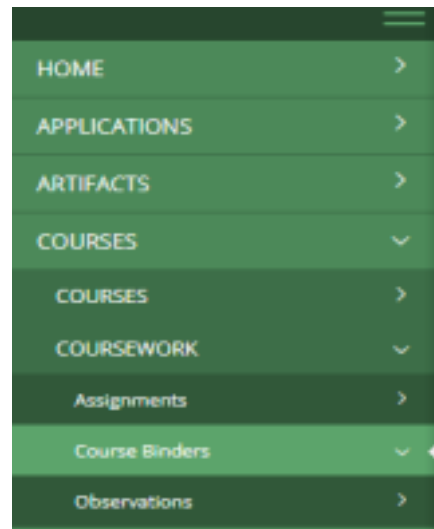 HOME
APPLICATIONS
ARTIFACTS
COURSES
COURSES
COURSEWORK
Assignments
Course Binders
Observations